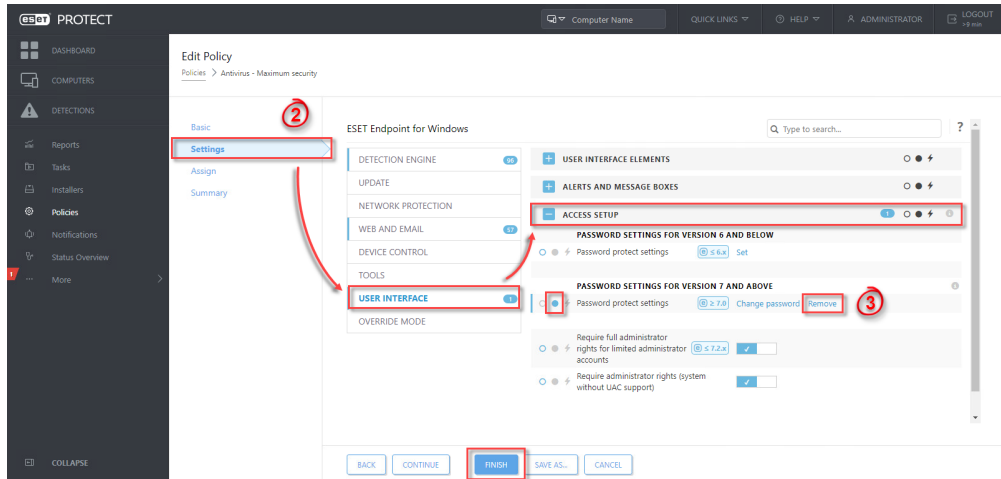 eset PROTECT
Computer Name
QUICK LINKS
HELP
ADMINISTRATOR
LOGOUT
>9 min
DASHBOARD
COMPUTERS
DETECTIONS
Reports
Tasks
Installers
Policies
Notifications
Status Overview
1
More
COLLAPSE
Edit Policy
Policies > Antivirus - Maximum security
2
Basic
Settings
Assign
Summary
ESET Endpoint for Windows
Type to search...
?
DETECTION ENGINE 96
UPDATE
NETWORK PROTECTION
WEB AND EMAIL 57
DEVICE CONTROL
TOOLS
USER INTERFACE 1
OVERRIDE MODE
USER INTERFACE ELEMENTS
ALERTS AND MESSAGE BOXES
ACCESS SETUP 1
PASSWORD SETTINGS FOR VERSION 6 AND BELOW
Password protect settings ≤ 6.x Set
PASSWORD SETTINGS FOR VERSION 7 AND ABOVE
Password protect settings ≥ 7.0 Change password Remove
3
Require full administrator
rights for limited administrator ≤ 7.2.x
accounts
Require administrator rights (system
without UAC support)
BACK
CONTINUE
FINISH
SAVE AS...
CANCEL